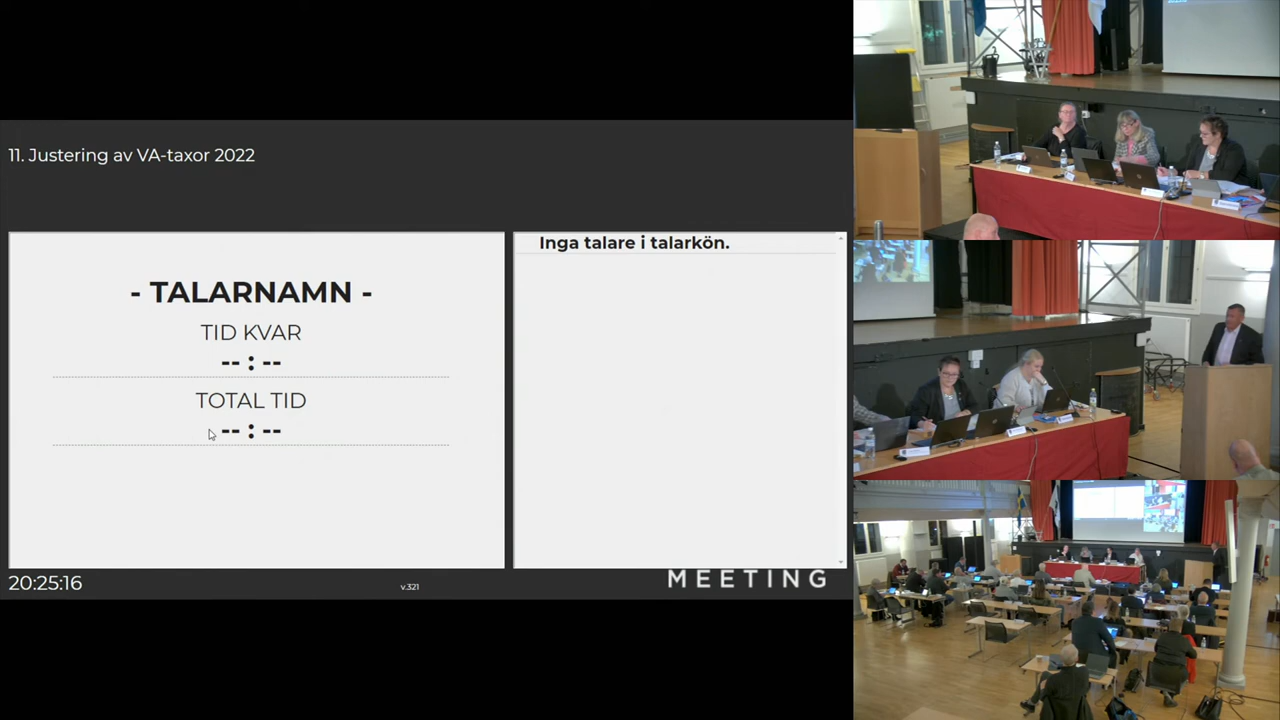 11. Justering av VA-taxor 2022
- TALARNAMN -
TID KVAR
-- : --
TOTAL TID
-- : --
Inga talare i talarkön.
20:25:16
v.321
MEETING